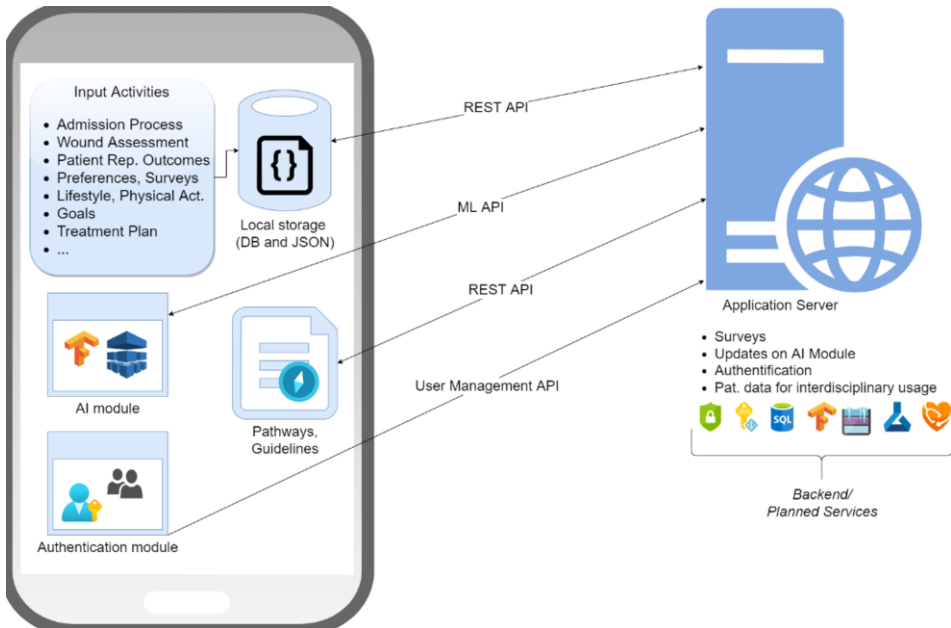 Input Activities
Admission Process
Wound Assessment
Patient Rep. Outcomes
Preferences, Surveys
Lifestyle, Physical Act.
Goals
Treatment Plan
...
Local storage
(DB and JSON)
{}
AI module
Pathways,
Guidelines
Authentication module
REST API
ML API
REST API
User Management API
Application Server
Surveys
Updates on AI Module
Authentification
Pat. data for interdisciplinary usage
SQL
Backend/
Planned Services